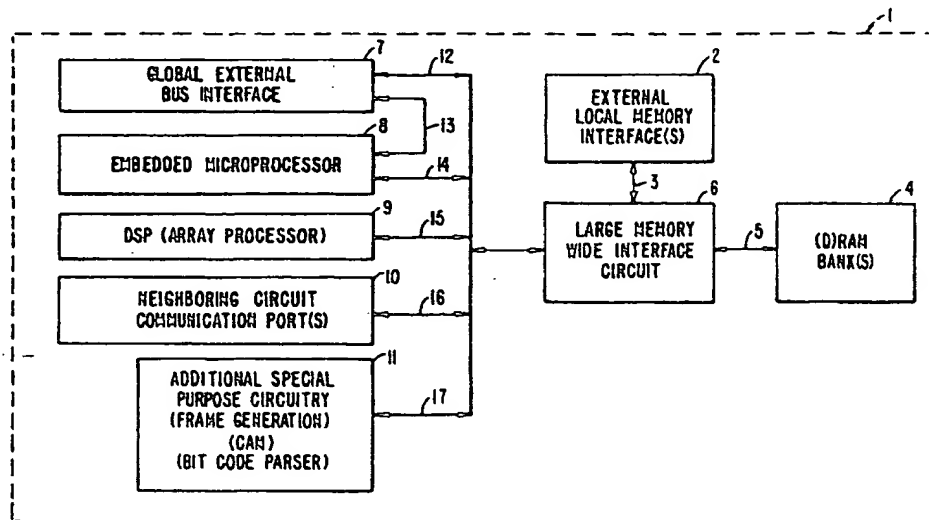 1
7
GLOBAL EXTERNAL
BUS INTERFACE
12
13
8
EMBEDDED MICROPROCESSOR
14
9
DSP (ARRAY PROCESSOR)
15
10
NEIGHBORING CIRCUIT
COMMUNICATION PORT(S)
16
11
ADDITIONAL SPECIAL
PURPOSE CIRCUITRY
(FRAME GENERATION)
(CAM)
(BIT CODE PARSER)
17
2
EXTERNAL
LOCAL MEMORY
INTERFACE(S)
3
6
LARGE MEMORY
WIDE INTERFACE
CIRCUIT
5
4
(D)RAM
BANK(S)